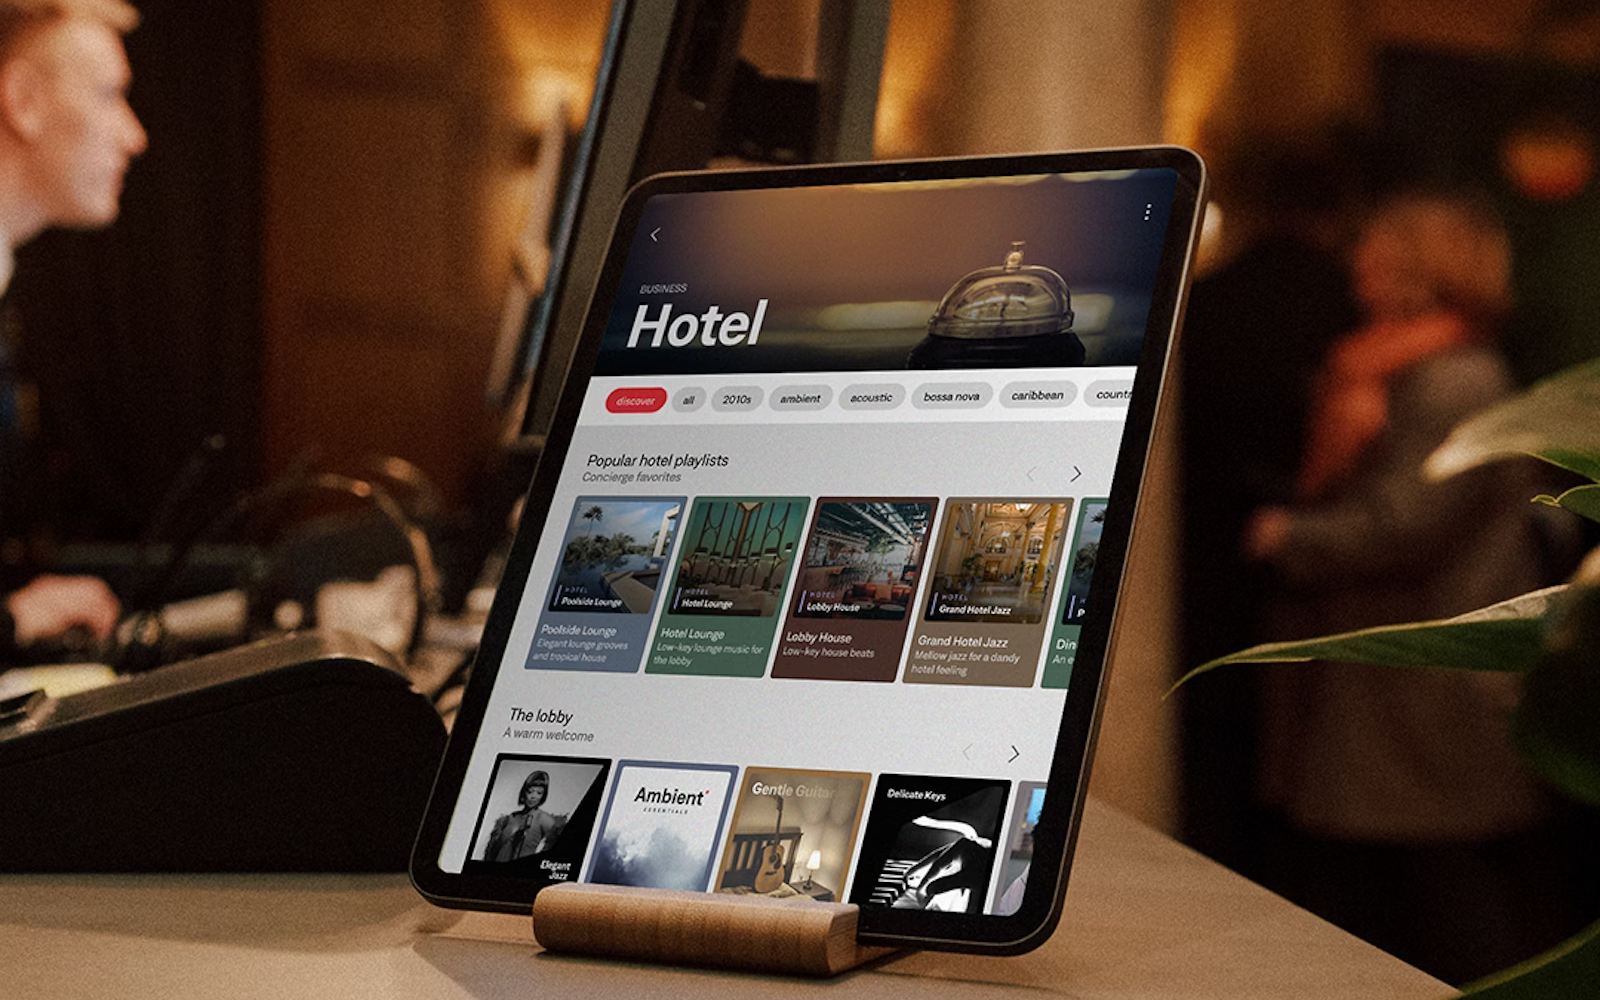 BUSINESS
Hotel
discover
all
2010s
ambient
acoustic
bossa nova
caribbean
countr
Popular hotel playlists
Concierge favorites
HOTEL
Poolside Lounge
HOTEL
Hotel Lounge
HOTEL
Lobby House
HOTEL
Grand Hotel Jazz
Poolside Lounge
Elegant lounge grooves
and tropical house
Hotel Lounge
Low-key lounge music for
the lobby
Lobby House
Low-key house beats
Grand Hotel Jazz
Mellow jazz for a dandy
hotel feeling
Din
An e
The lobby
A warm welcome
Elegant
Jazz
Ambient
ESSENTIALS
Gentle Guitar
Delicate Keys